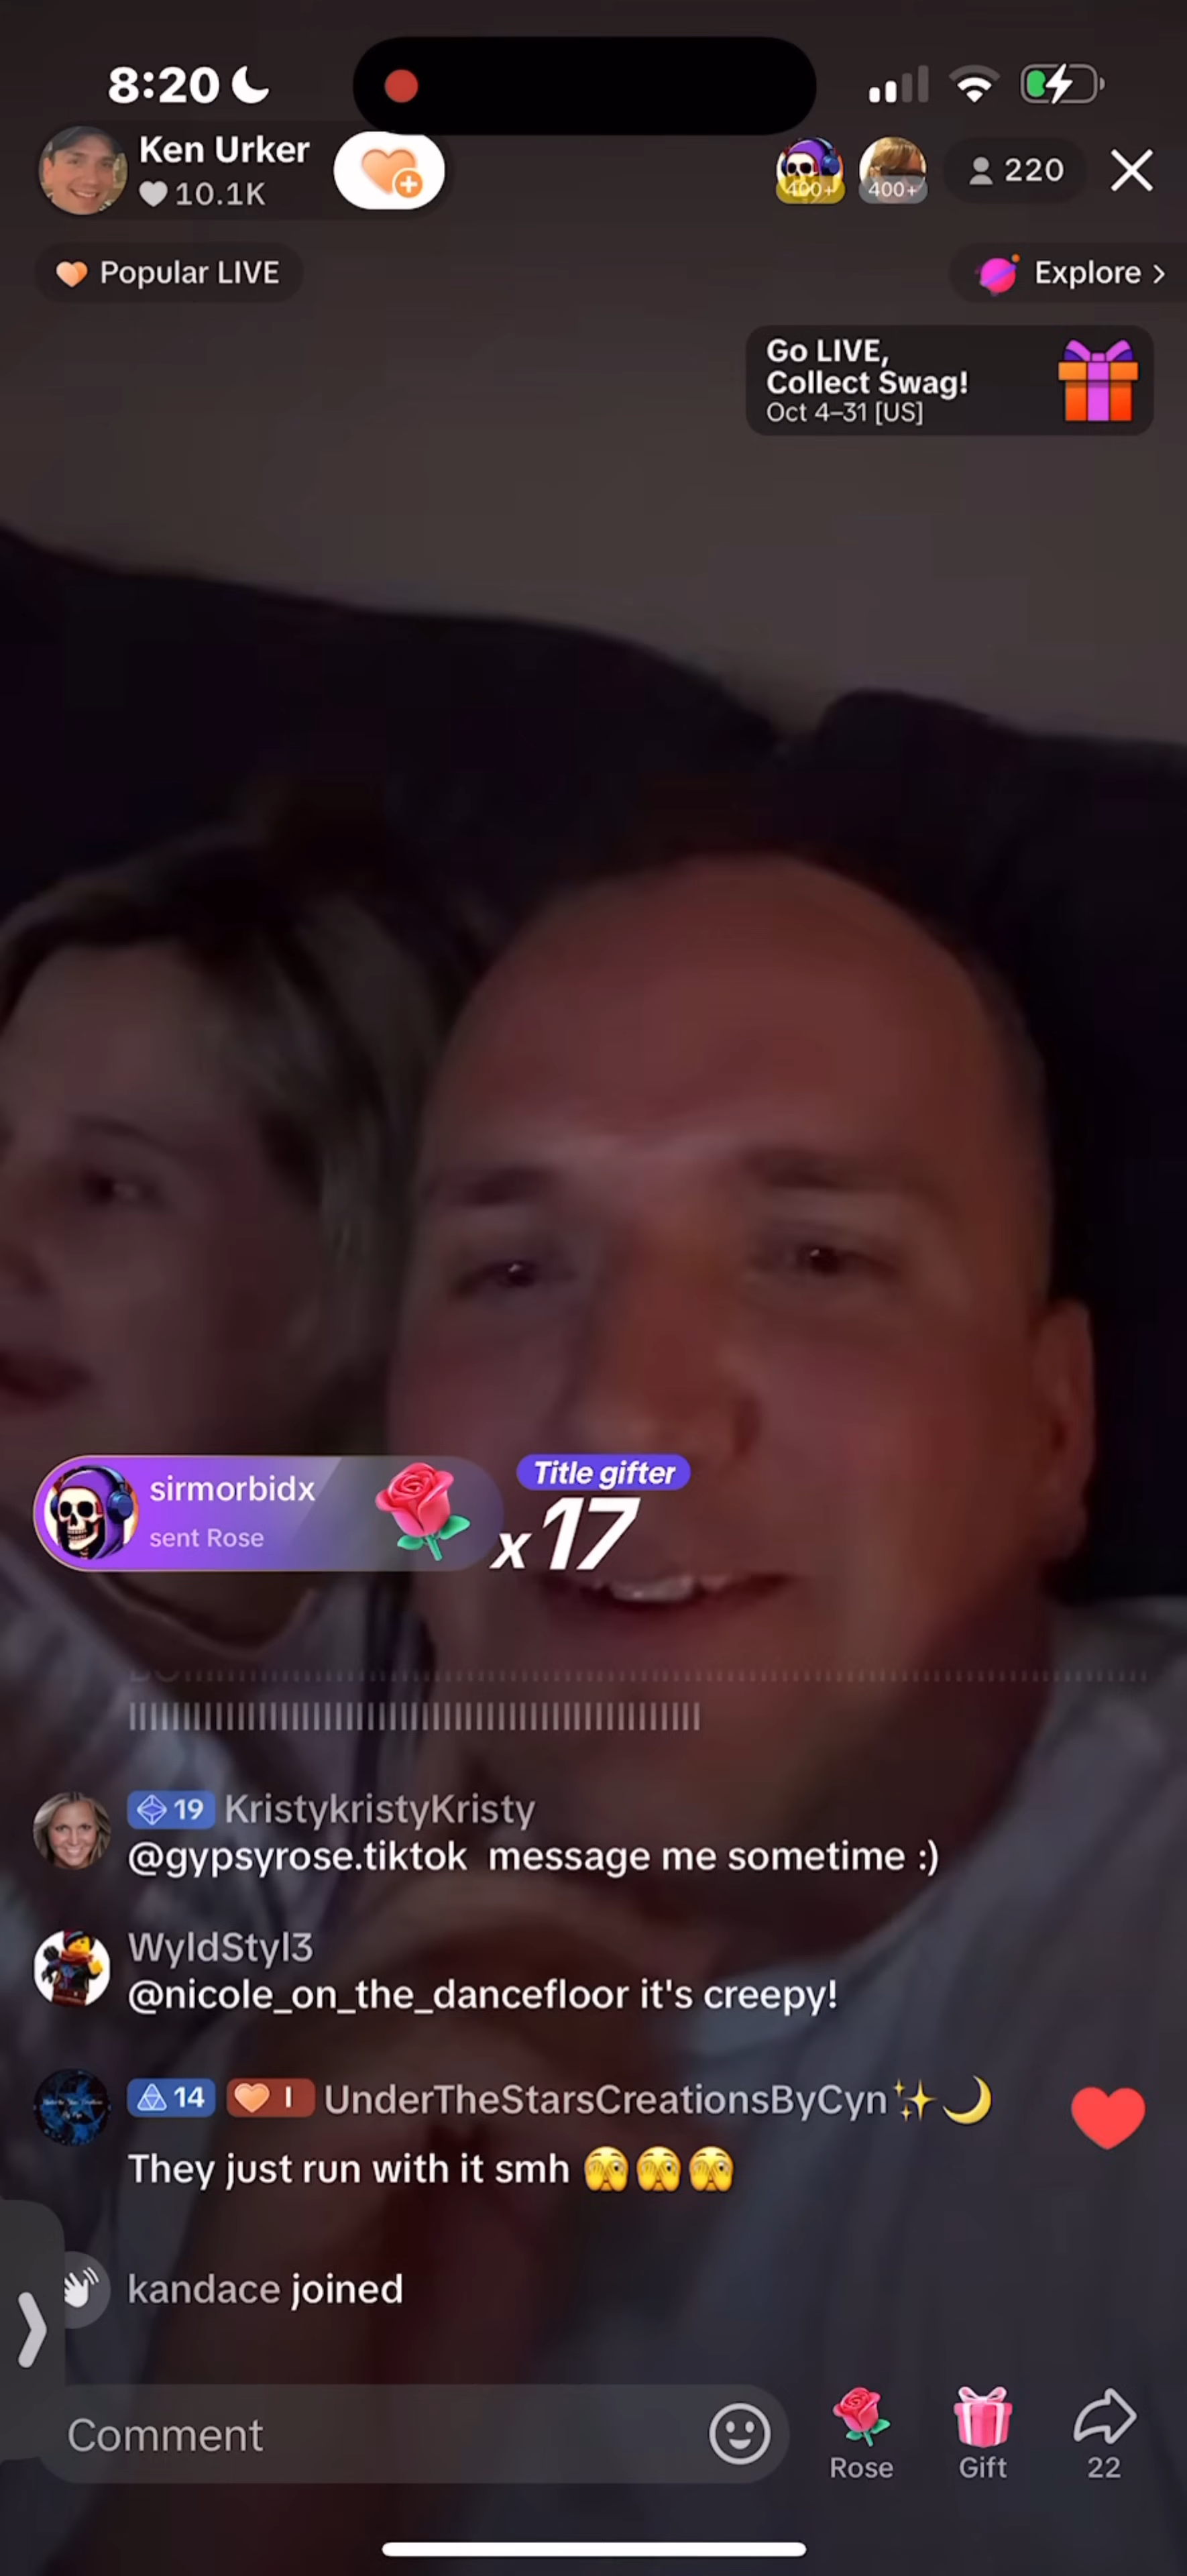 8:20
Ken Urker
10.1K
400+
400+
220
Popular LIVE
Explore >
Go LIVE,
Collect Swag!
Oct 4–31 [US]
sirmorbidx
sent Rose
Title gifter
x17
19 KristykristyKristy
@gypsyrose.tiktok message me sometime :)
WyldStyl3
@nicole_on_the_dancefloor it's creepy!
14 I UnderTheStarsCreationsByCyn✨🌙
They just run with it smh 🫣🫣🫣
kandace joined
Comment
Rose
Gift
22